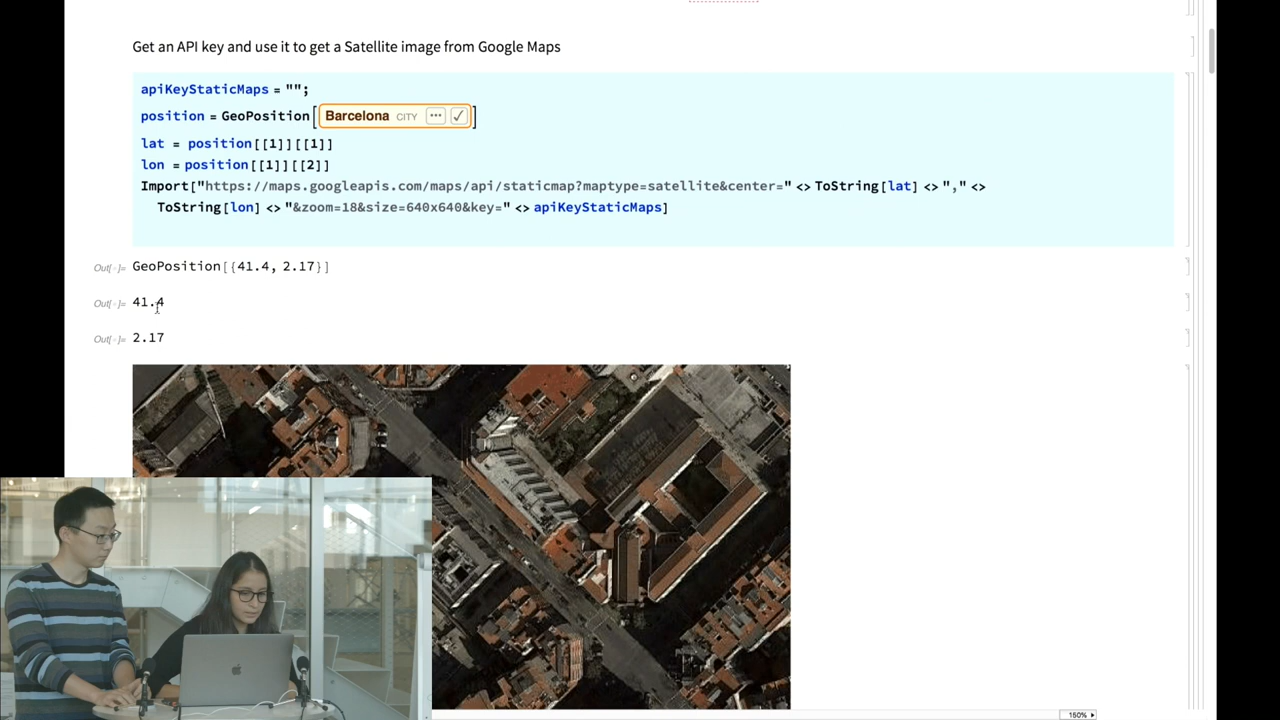 Get an API key and use it to get a Satellite image from Google Maps
apiKeyStaticMaps = "";
position = GeoPosition[ Barcelona CITY ··· ✓ ]
lat = position[[1]][[1]]
lon = position[[1]][[2]]
Import["https://maps.googleapis.com/maps/api/staticmap?maptype=satellite&center=" <> ToString[lat] <> "," <>
ToString[lon] <> "&zoom=18&size=640x640&key=" <> apiKeyStaticMaps]
Out[ ]= GeoPosition[{41.4, 2.17}]
Out[ ]= 41.4
Out[ ]= 2.17
150%